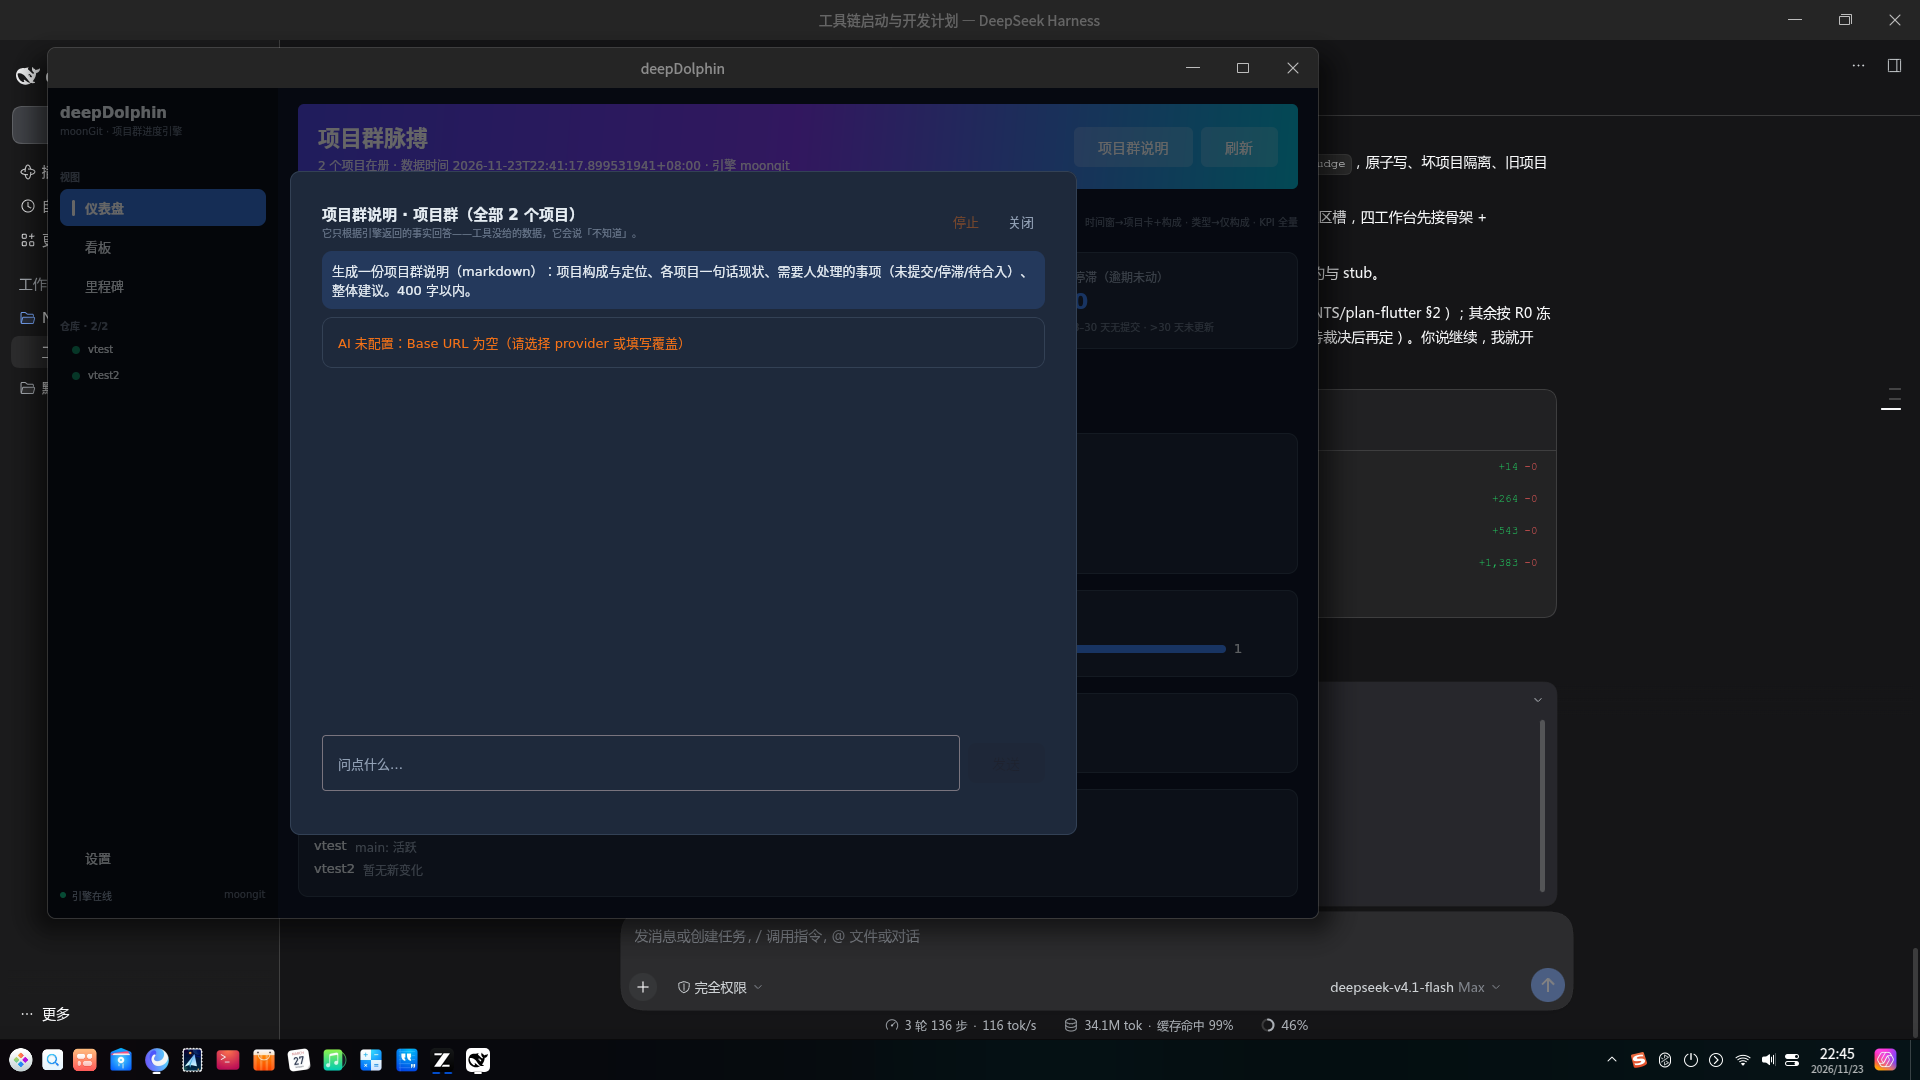 工具链启动与开发计划 — DeepSeek Harness
deepDolphin
deepDolphin
moonGit · 项目群进度引擎
视图
仪表盘
看板
里程碑
仓库 · 2/2
vtest
vtest2
设置
引擎在线
moongit
工作
更多
项目群脉搏
2 个项目在册 · 数据时间 2026-11-23T22:41:17.899531941+08:00 · 引擎 moongit
项目群说明
刷新
时间窗→项目卡+构成 · 类型→仅构成 · KPI 全量
停滞（逾期未动）
0
-30 天无提交 · >30 天未更新
1
项目群说明 · 项目群（全部 2 个项目）
它只根据引擎返回的事实回答——工具没给的数据，它会说「不知道」。
停止
关闭
生成一份项目群说明（markdown）：项目构成与定位、各项目一句话现状、需要人处理的事项（未提交/停滞/待合入）、
整体建议。400 字以内。
AI 未配置：Base URL 为空（请选择 provider 或填写覆盖）
问点什么...
vtest main: 活跃
vtest2 暂无新变化
udge ，原子写、坏项目隔离、旧项目
区槽，四工作台先接骨架 +
与 stub。
NTS/plan-flutter §2）；其余按 R0 冻
裁决后再定）。你说继续，我就开
+14 -0
+264 -0
+543 -0
+1,383 -0
发消息或创建任务, / 调用指令, @ 文件或对话
完全权限
deepseek-v4.1-flash Max
3 轮 136 步 · 116 tok/s
34.1M tok · 缓存命中 99%
46%
27
22:45
2026/11/23